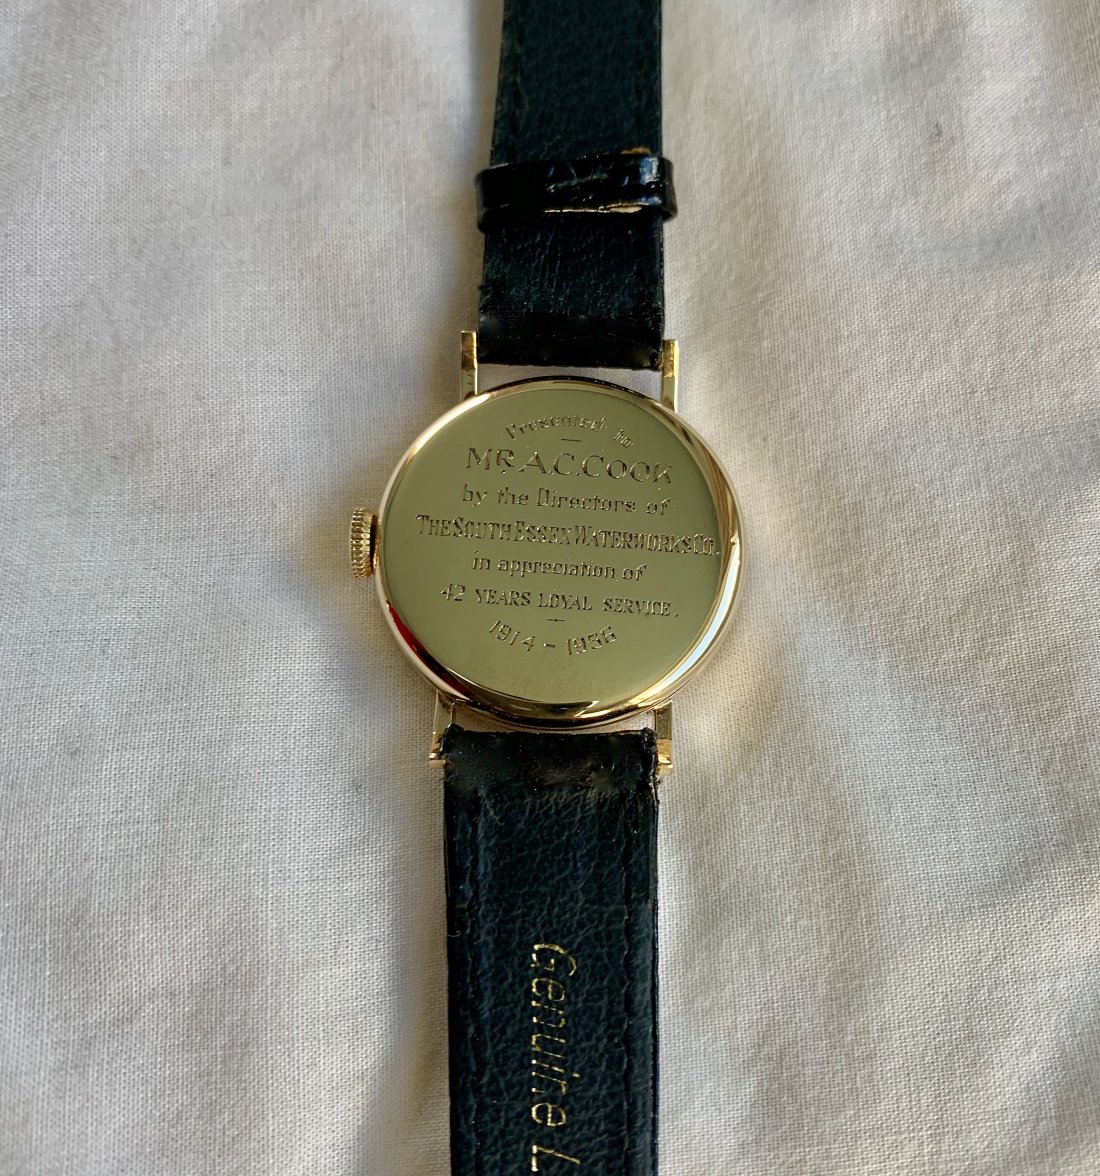 Presented to
MR. A.C. COOK
by the Directors of
THE SOUTH ESSEX WATERWORKS CO.
in appreciation of
42 YEARS LOYAL SERVICE.
1914 - 1956
Genuine L